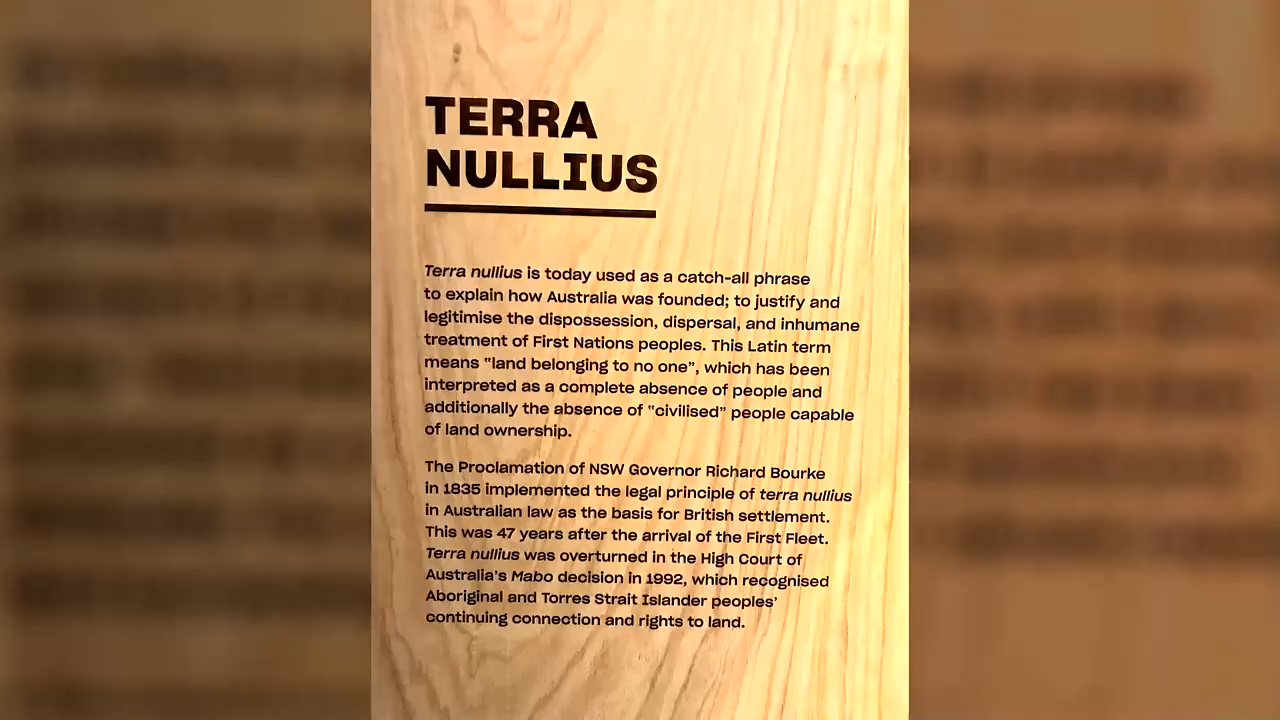 TERRA
NULLIUS
Terra nullius is today used as a catch-all phrase
to explain how Australia was founded; to justify and
legitimise the dispossession, dispersal, and inhumane
treatment of First Nations peoples. This Latin term
means "land belonging to no one", which has been
interpreted as a complete absence of people and
additionally the absence of "civilised" people capable
of land ownership.
The Proclamation of NSW Governor Richard Bourke
in 1835 implemented the legal principle of terra nullius
in Australian law as the basis for British settlement.
This was 47 years after the arrival of the First Fleet.
Terra nullius was overturned in the High Court of
Australia's Mabo decision in 1992, which recognised
Aboriginal and Torres Strait Islander peoples'
continuing connection and rights to land.